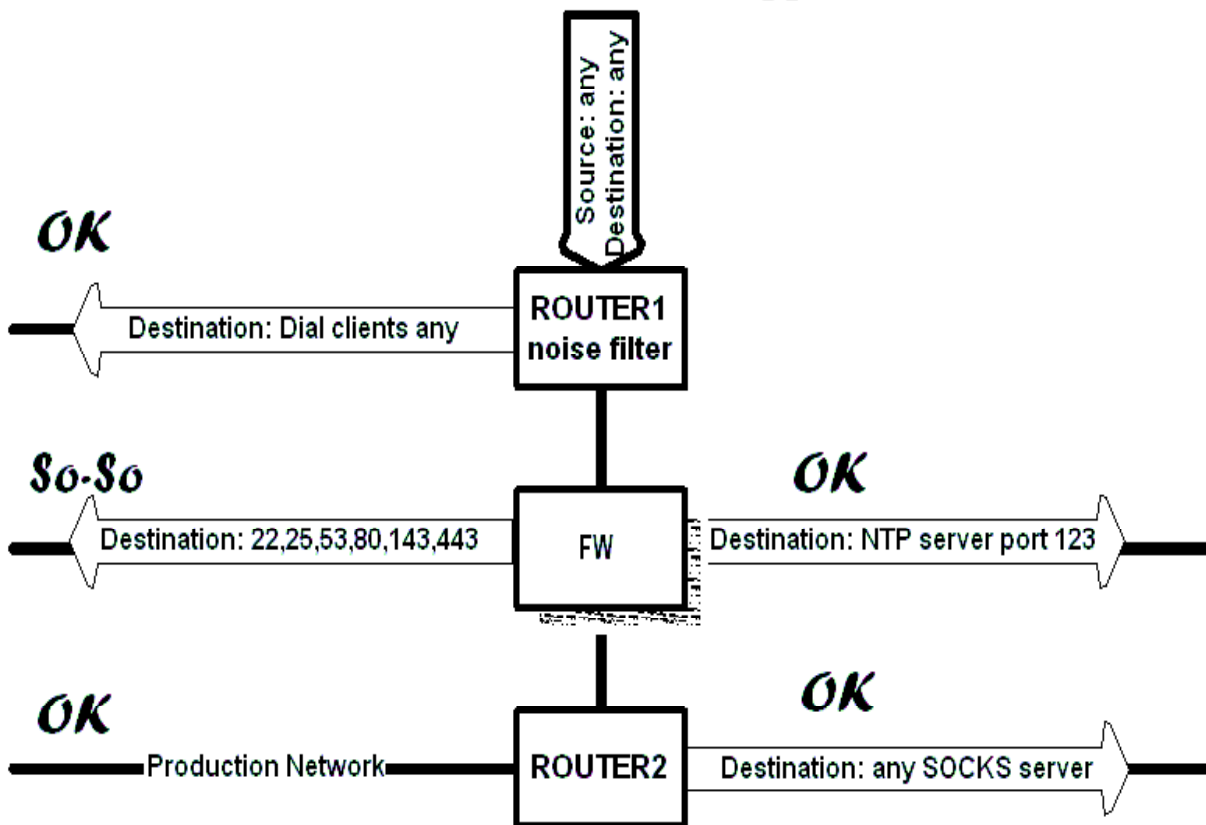 Source: any
Destination: any
OK
Destination: Dial clients any
ROUTER1
noise filter
So-So
Destination: 22,25,53,80,143,443
FW
OK
Destination: NTP server port 123
OK
Production Network
ROUTER2
OK
Destination: any SOCKS server